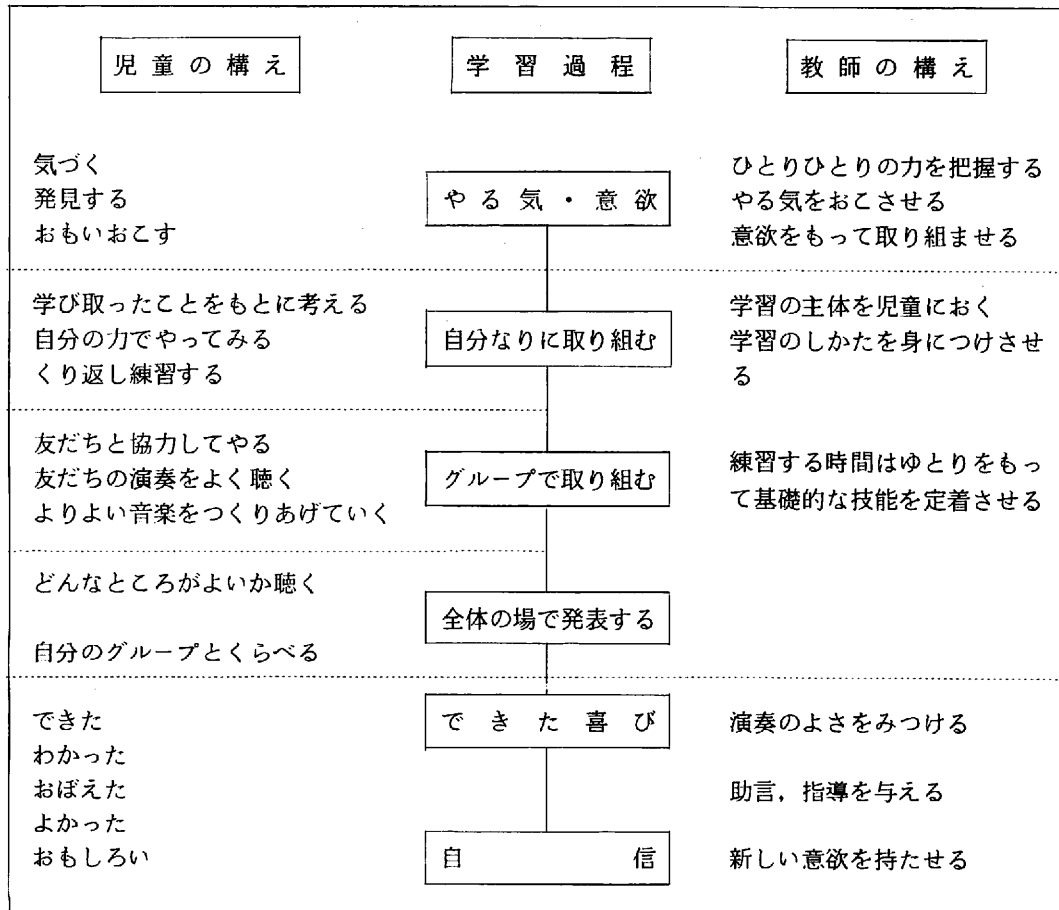 児童の構え
学習過程
教師の構え
気づく
発見する
おもいおこす
やる気・意欲
ひとりひとりの力を把握する
やる気をおこさせる
意欲をもって取り組ませる
学び取ったことをもとに考える
自分の力でやってみる
くり返し練習する
自分なりに取り組む
学習の主体を児童におく
学習のしかたを身につけさせ
る
友だちと協力してやる
友だちの演奏をよく聴く
よりよい音楽をつくりあげていく
グループで取り組む
練習する時間はゆとりをもっ
て基礎的な技能を定着させる
どんなところがよいか聴く
自分のグループとくらべる
全体の場で発表する
できた
わかった
おぼえた
よかった
おもしろい
できた喜び
自信
演奏のよさをみつける
助言，指導を与える
新しい意欲を持たせる